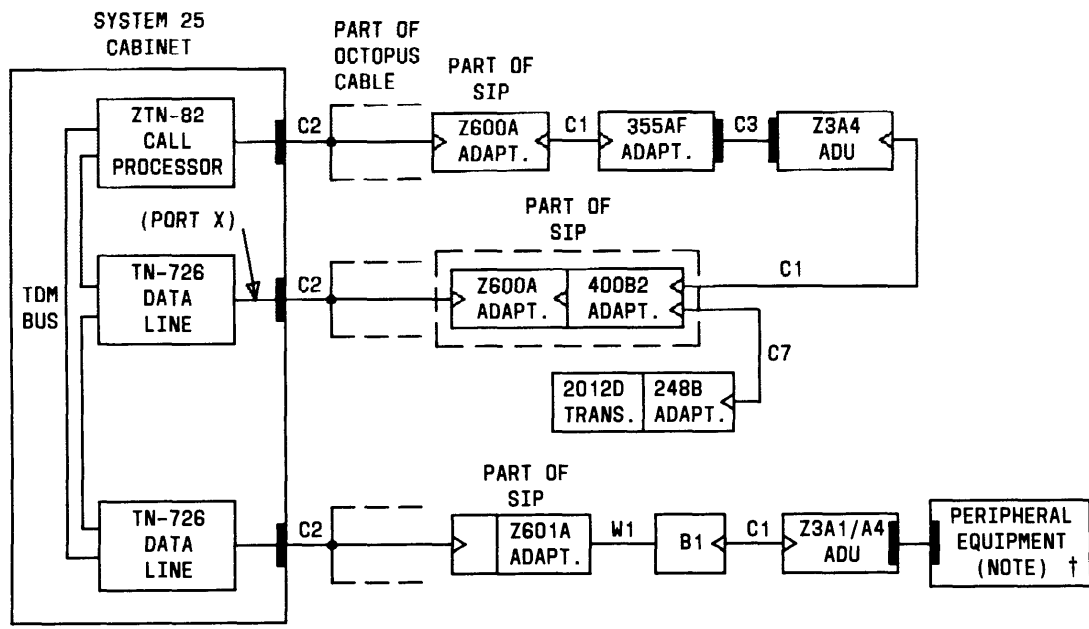 SYSTEM 25
CABINET
PART OF
OCTOPUS
CABLE
PART OF
SIP
ZTN-82
CALL
PROCESSOR
C2
Z600A
ADAPT.
C1
355AF
ADAPT.
C3
Z3A4
ADU
(PORT X)
PART OF
SIP
TDM
BUS
TN-726
DATA
LINE
C2
Z600A
ADAPT.
400B2
ADAPT.
C1
C7
2012D
TRANS.
248B
ADAPT.
PART OF
SIP
TN-726
DATA
LINE
C2
Z601A
ADAPT.
W1
B1
C1
Z3A1/A4
ADU
PERIPHERAL
EQUIPMENT
(NOTE) †